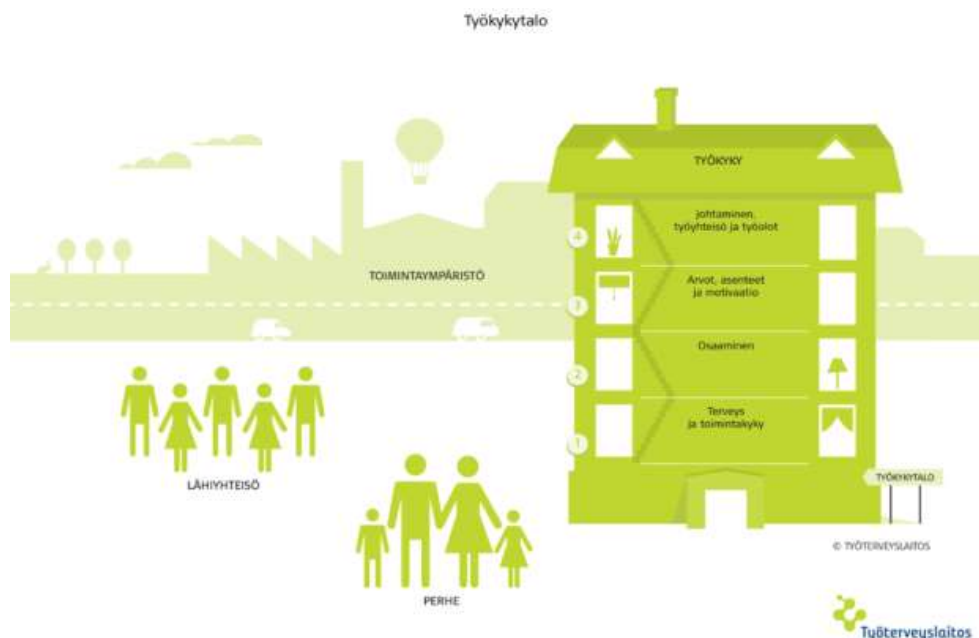 Työkykytalo
TYÖKYKY
4
Johtaminen,
työyhteisö ja työolot
TOIMINTAYMPÄRISTÖ
3
Arvot, asenteet
ja motivaatio
2
Osaaminen
1
Terveys
ja toimintakyky
LÄHIYHTEISÖ
TYÖKYKYTALO
© TYÖTERVEYSLAITOS
PERHE
Työterveyslaitos